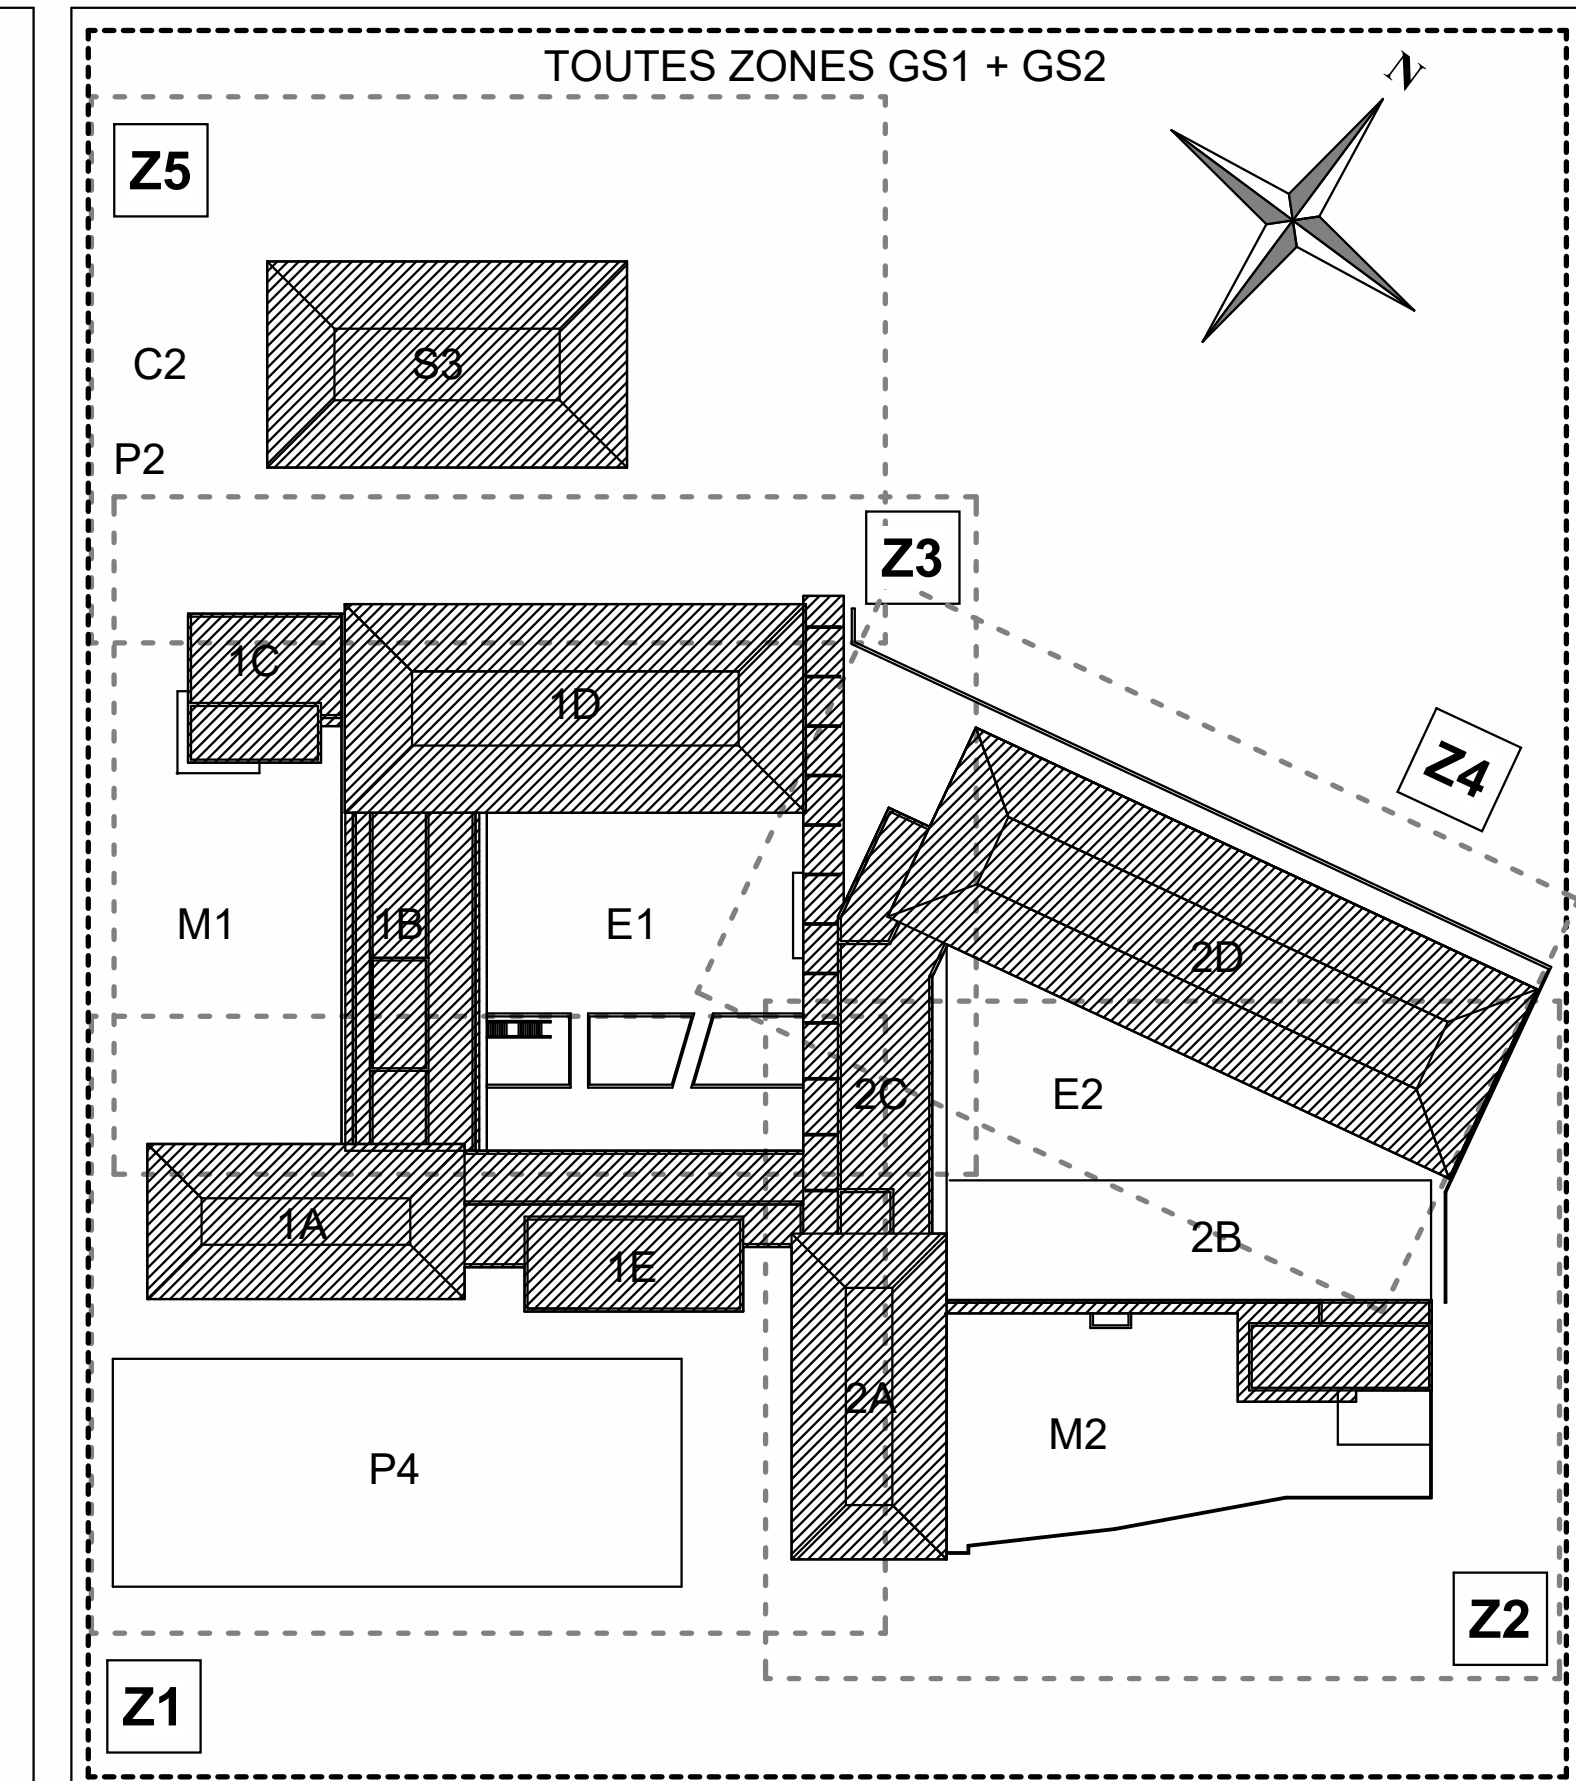 TOUTES ZONES GS1 + GS2
N
Z5
C2
S3
P2
Z3
1C
1D
Z4
M1
1B
E1
2D
2C
E2
1A
1E
2B
2A
M2
P4
Z2
Z1